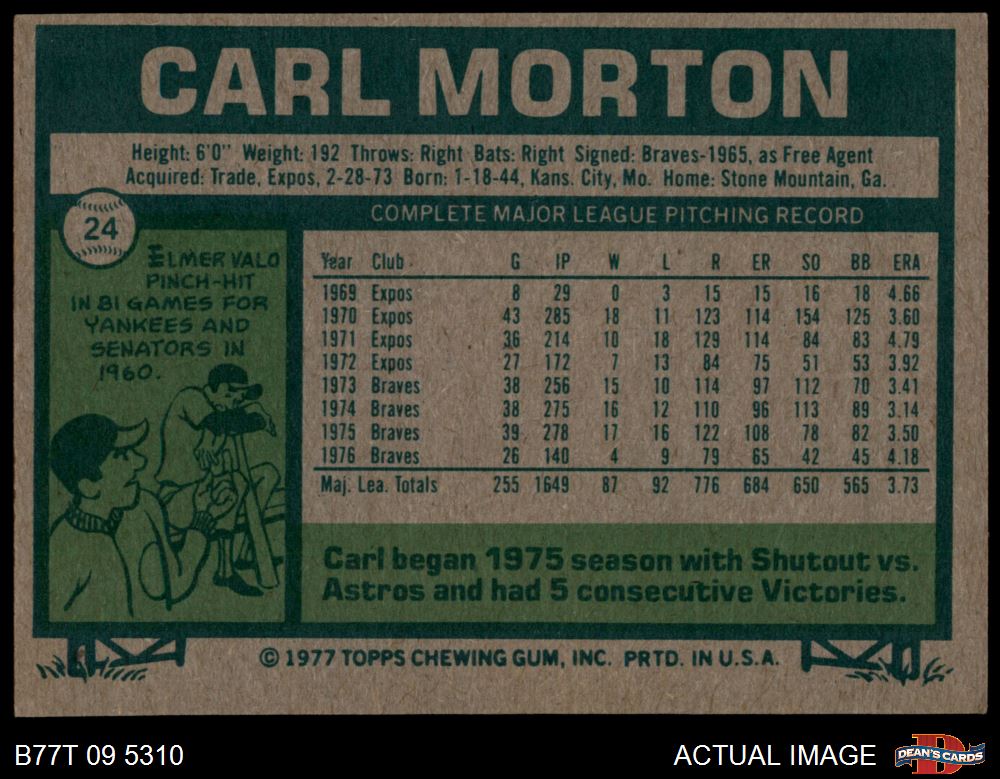 CARL MORTON
Height: 6'0" Weight: 192 Throws: Right Bats: Right Signed: Braves-1965, as Free Agent
Acquired: Trade, Expos, 2-28-73 Born: 1-18-44, Kans. City, Mo. Home: Stone Mountain, Ga.
24
ELMER VALO
PINCH-HIT
IN 81 GAMES FOR
YANKEES AND
SENATORS IN
1960.
COMPLETE MAJOR LEAGUE PITCHING RECORD
Year Club G IP W L R ER SO BB ERA
1969 Expos 8 29 0 3 15 15 16 18 4.66
1970 Expos 43 285 18 11 123 114 154 125 3.60
1971 Expos 36 214 10 18 129 114 84 83 4.79
1972 Expos 27 172 7 13 84 75 51 53 3.92
1973 Braves 38 256 15 10 114 97 112 70 3.41
1974 Braves 38 275 16 12 110 96 113 89 3.14
1975 Braves 39 278 17 16 122 108 78 82 3.50
1976 Braves 26 140 4 9 79 65 42 45 4.18
Maj. Lea. Totals 255 1649 87 92 776 684 650 565 3.73
Carl began 1975 season with Shutout vs.
Astros and had 5 consecutive Victories.
© 1977 TOPPS CHEWING GUM, INC. PRTD. IN U.S.A.
B77T 09 5310
ACTUAL IMAGE
DEAN'S CARDS